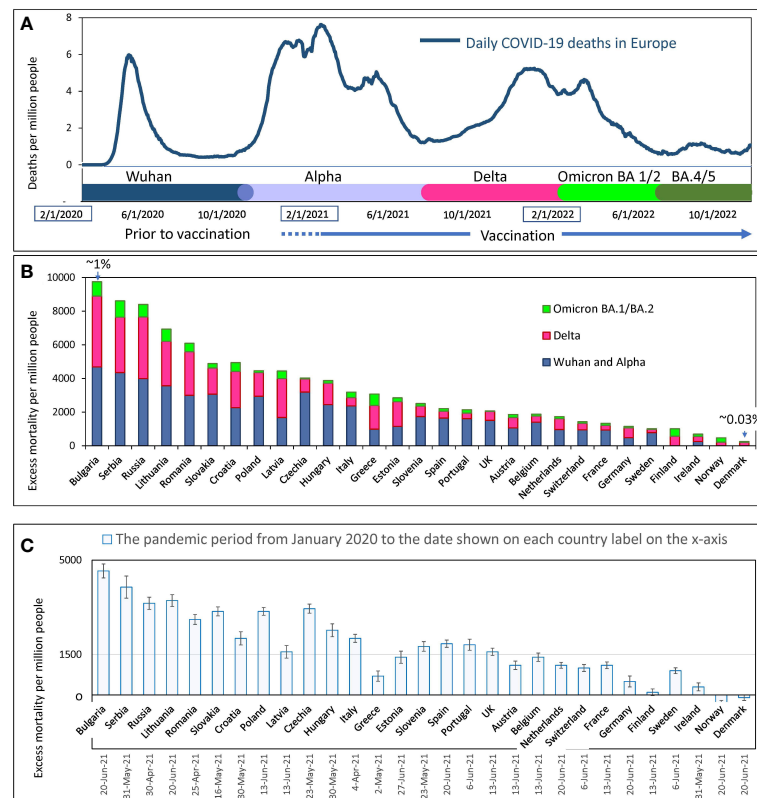 A
Deaths per million people
8
6
4
2
0
-
Daily COVID-19 deaths in Europe
Wuhan
Alpha
Delta
Omicron BA 1/2
BA.4/5
2/1/2020
6/1/2020
10/1/2020
2/1/2021
6/1/2021
10/1/2021
2/1/2022
6/1/2022
10/1/2022
Prior to vaccination
Vaccination
B
Excess mortality per million people
10000
8000
6000
4000
2000
0
~1%
Omicron BA.1/BA.2
Delta
Wuhan and Alpha
~0.03%
Bulgaria
Serbia
Russia
Lithuania
Romania
Slovakia
Croatia
Poland
Latvia
Czechia
Hungary
Italy
Greece
Estonia
Slovenia
Spain
Portugal
UK
Austria
Belgium
Netherlands
Switzerland
France
Germany
Sweden
Finland
Ireland
Norway
Denmark
C
The pandemic period from January 2020 to the date shown on each country label on the x-axis
Excess mortality per million people
5000
1500
0
Bulgaria
Serbia
Russia
Lithuania
Romania
Slovakia
Croatia
Poland
Latvia
Czechia
Hungary
Italy
Greece
Estonia
Slovenia
Spain
Portugal
UK
Austria
Belgium
Netherlands
Switzerland
France
Germany
Finland
Sweden
Ireland
Norway
Denmark
20-Jun-21
31-May-21
30-Apr-21
20-Jun-21
25-Apr-21
16-May-21
30-May-21
13-Jun-21
13-Jun-21
23-May-21
30-May-21
4-Apr-21
2-May-21
27-Jun-21
23-May-21
20-Jun-21
6-Jun-21
13-Jun-21
13-Jun-21
13-Jun-21
20-Jun-21
6-Jun-21
13-Jun-21
20-Jun-21
13-Jun-21
6-Jun-21
31-May-21
20-Jun-21
20-Jun-21